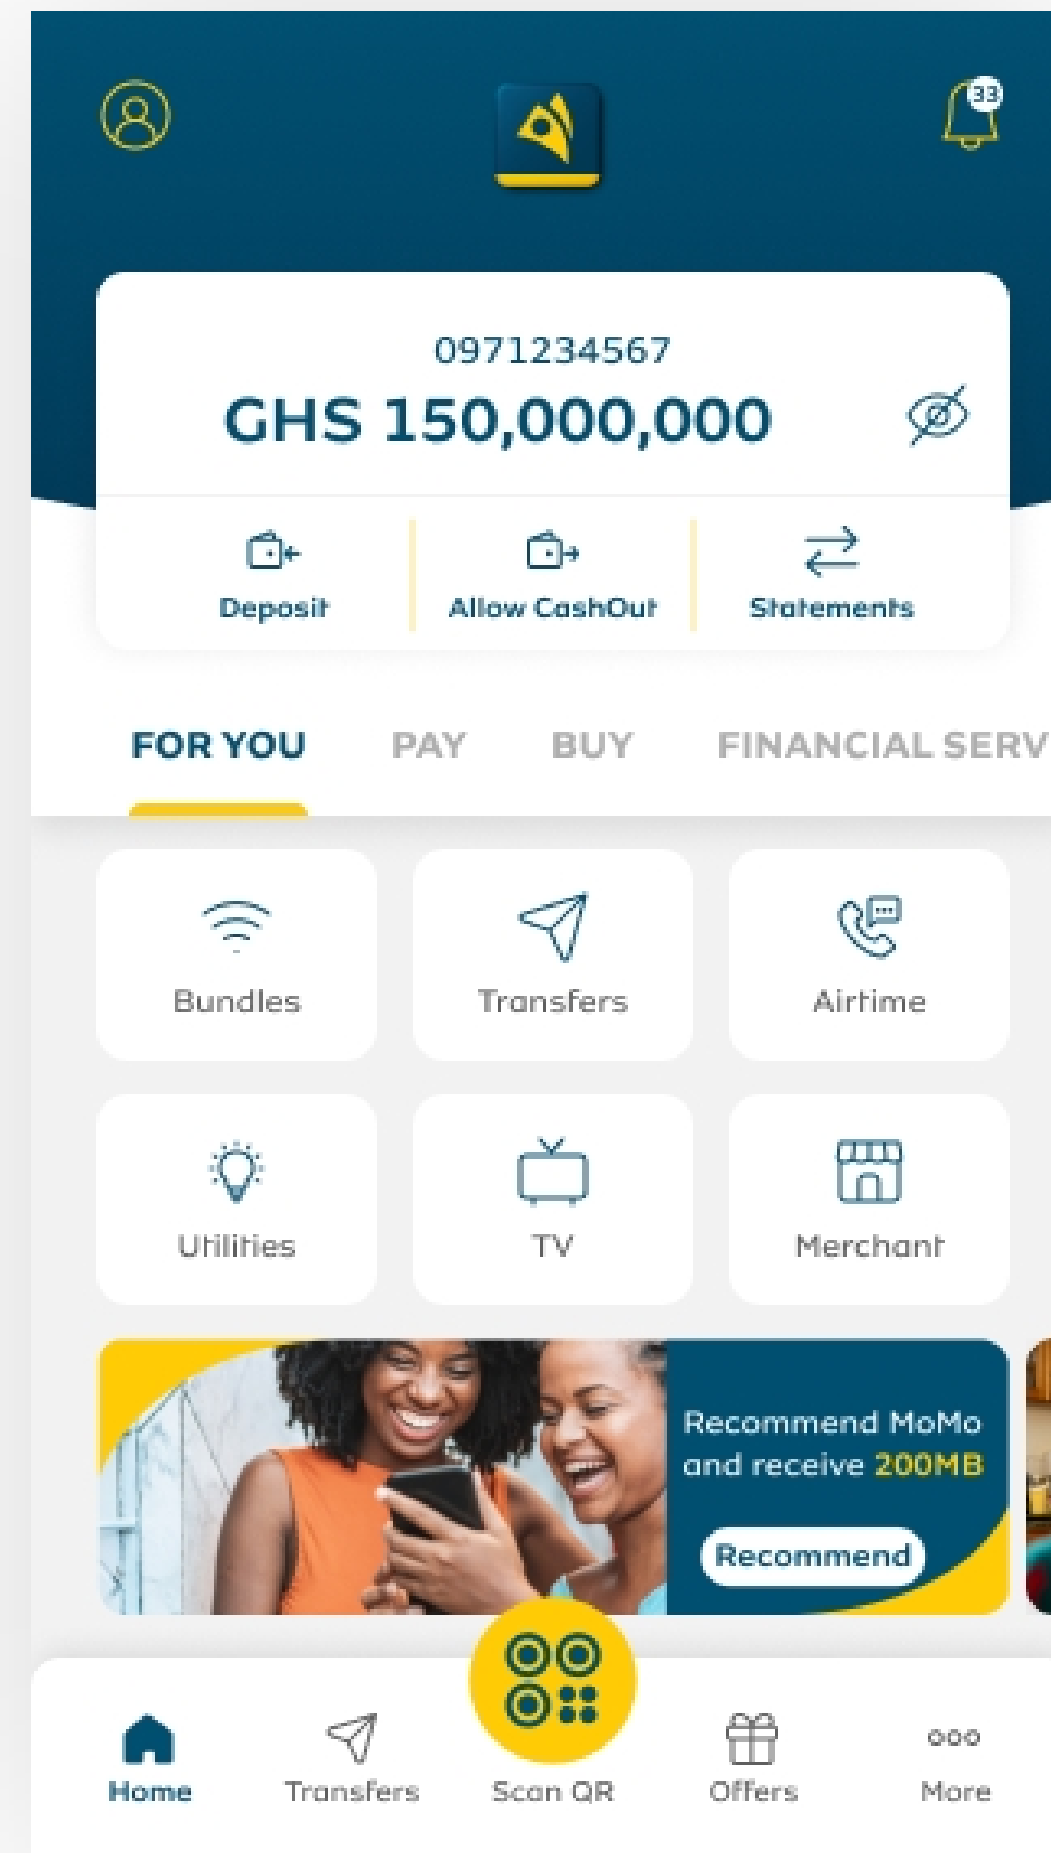 33
0971234567
GHS 150,000,000
Deposit
Allow CashOut
Statements
FOR YOU
PAY
BUY
FINANCIAL SERV
Bundles
Transfers
Airtime
Utilities
TV
Merchant
Recommend MoMo
and receive 200MB
Recommend
Home
Transfers
Scan QR
Offers
More